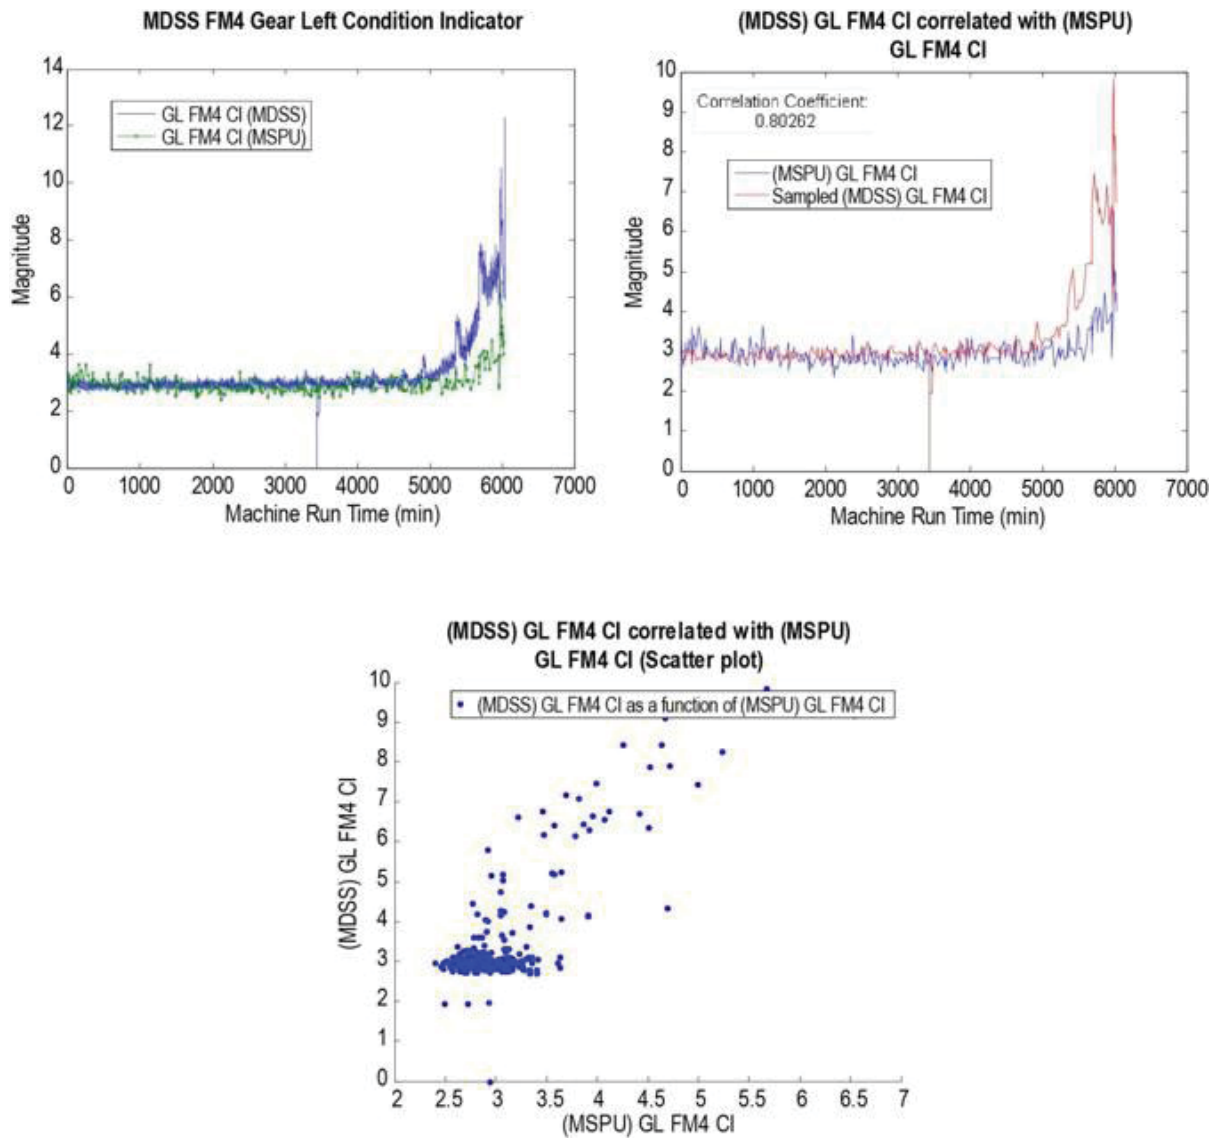 MDSS FM4 Gear Left Condition Indicator
14
12
10
8
6
4
2
0
Magnitude
GL FM4 CI (MDSS)
GL FM4 CI (MSPU)
0 1000 2000 3000 4000 5000 6000 7000
Machine Run Time (min)
(MDSS) GL FM4 CI correlated with (MSPU)
GL FM4 CI
10
9
8
7
6
5
4
3
2
1
0
Magnitude
Correlation Coefficient:
0.80262
(MSPU) GL FM4 CI
Sampled (MDSS) GL FM4 CI
0 1000 2000 3000 4000 5000 6000 7000
Machine Run Time (min)
(MDSS) GL FM4 CI correlated with (MSPU)
GL FM4 CI (Scatter plot)
10
9
8
7
6
5
4
3
2
1
0
(MDSS) GL FM4 CI
(MDSS) GL FM4 CI as a function of (MSPU) GL FM4 CI
2 2.5 3 3.5 4 4.5 5 5.5 6 6.5 7
(MSPU) GL FM4 CI